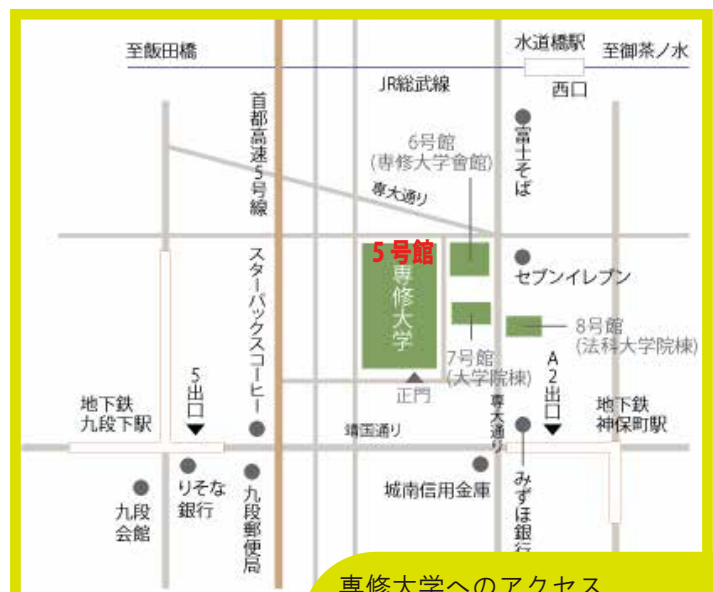 水道橋駅
至飯田橋
至御茶ノ水
JR総武線
西口
首都高速5号線
富士そば
6号館
(専修大学會館)
専大通り
5号館
専修大学
スターバックスコーヒー
セブンイレブン
8号館
(法科大学院棟)
7号館
(大学院棟)
正門
5出口
A2出口
地下鉄
九段下駅
専大通り
地下鉄
神保町駅
靖国通り
りそな
銀行
九段
会館
九段郵便局
城南信用金庫
みずほ銀行
専修大学へのアクセス